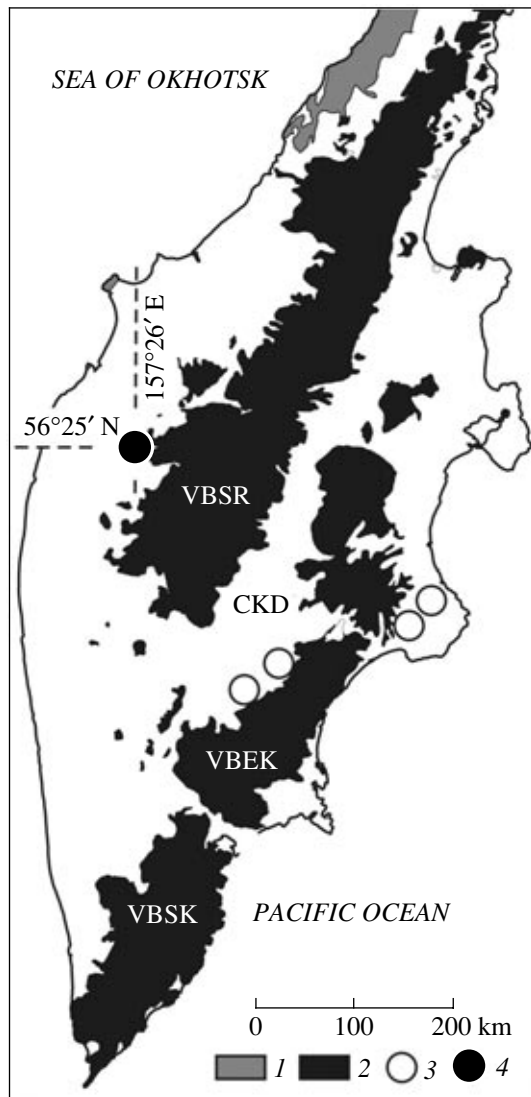 SEA OF OKHOTSK
157°26′ E
56°25′ N
VBSR
CKD
VBEK
VBSK
PACIFIC OCEAN
0 100 200 km
1 2 3 4